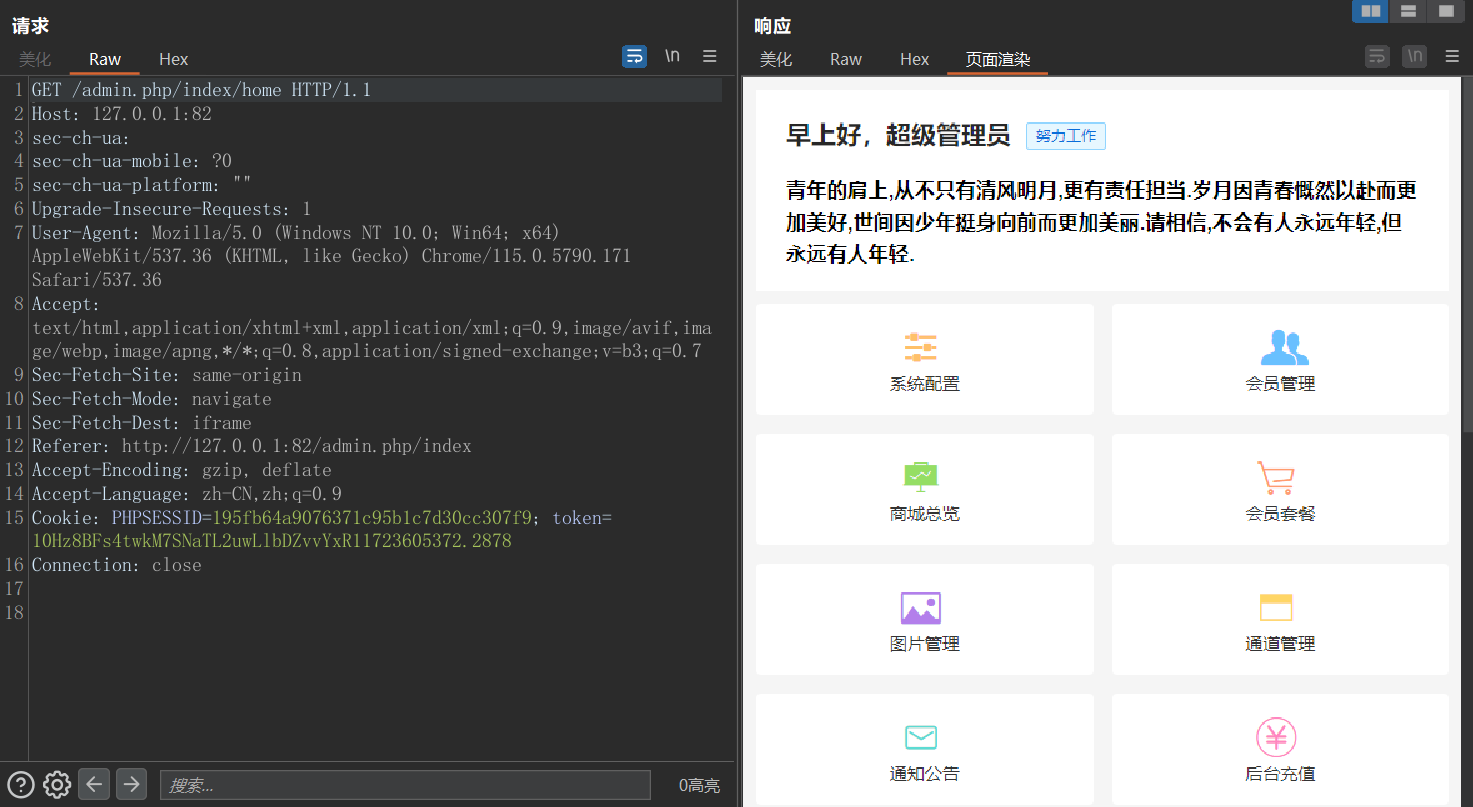 请求
美化 Raw Hex \n
1 GET /admin.php/index/home HTTP/1.1
2 Host: 127.0.0.1:82
3 sec-ch-ua:
4 sec-ch-ua-mobile: ?0
5 sec-ch-ua-platform: ""
6 Upgrade-Insecure-Requests: 1
7 User-Agent: Mozilla/5.0 (Windows NT 10.0; Win64; x64)
AppleWebKit/537.36 (KHTML, like Gecko) Chrome/115.0.5790.171
Safari/537.36
8 Accept:
text/html,application/xhtml+xml,application/xml;q=0.9,image/avif,ima
ge/webp,image/apng,*/*;q=0.8,application/signed-exchange;v=b3;q=0.7
9 Sec-Fetch-Site: same-origin
10 Sec-Fetch-Mode: navigate
11 Sec-Fetch-Dest: iframe
12 Referer: http://127.0.0.1:82/admin.php/index
13 Accept-Encoding: gzip, deflate
14 Accept-Language: zh-CN,zh;q=0.9
15 Cookie: PHPSESSID=195fb64a9076371c95b1c7d30cc307f9; token=
1OHz8BFs4twkM7SNaTL2uwLlbDZvvYxR11723605372.2878
16 Connection: close
17
18
搜索...
0高亮
响应
美化 Raw Hex 页面渲染 \n
早上好，超级管理员 努力工作
青年的肩上,从不只有清风明月,更有责任担当.岁月因青春慨然以赴而更
加美好,世间因少年挺身向前而更加美丽.请相信,不会有人永远年轻,但
永远有人年轻.
系统配置 会员管理
商城总览 会员套餐
图片管理 通道管理
通知公告 后台充值